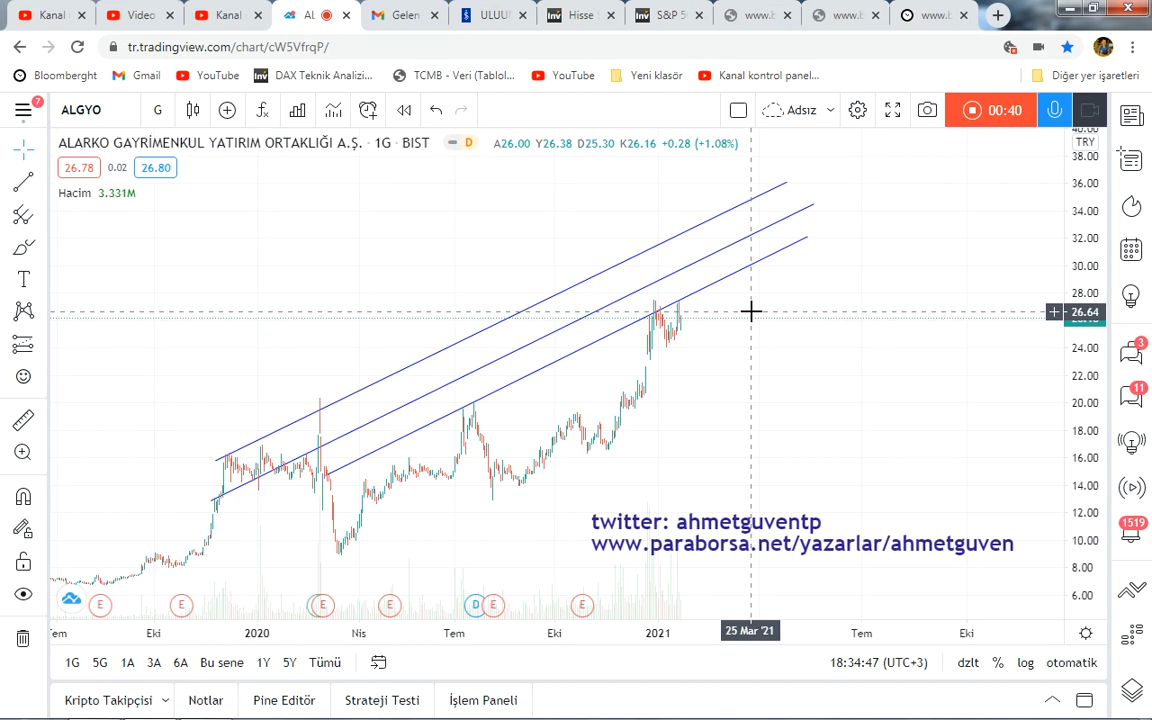 Kanal
Video
Kanal
AL
Gelen
ULUUI
Hisse
S&P 5
www.b
www.b
www.b
tr.tradingview.com/chart/cW5VfrqP/
Bloomberght
Gmail
YouTube
DAX Teknik Analizi...
TCMB - Veri (Tablol...
YouTube
Yeni klasör
Kanal kontrol panel...
Diğer yer işaretleri
7
ALGYO
G
Adsız
00:40
ALARKO GAYRİMENKUL YATIRIM ORTAKLIĞI A.Ş. · 1G · BIST
D
A26.00 Y26.38 D25.30 K26.16 +0.28 (+1.08%)
26.78
0.02
26.80
Hacim 3.331M
TRY
38.00
36.00
34.00
32.00
30.00
28.00
26.64
24.00
22.00
20.00
18.00
16.00
14.00
12.00
10.00
8.00
6.00
3
11
1519
twitter: ahmetguventp
www.paraborsa.net/yazarlar/ahmetguven
E
E
E
E
D
E
E
Eki
2020
Nis
Tem
Eki
2021
25 Mar '21
Tem
Eki
1G
5G
1A
3A
6A
Bu sene
1Y
5Y
Tümü
18:34:47 (UTC+3)
dzlt
%
log
otomatik
Kripto Takipçisi
Notlar
Pine Editör
Strateji Testi
İşlem Paneli